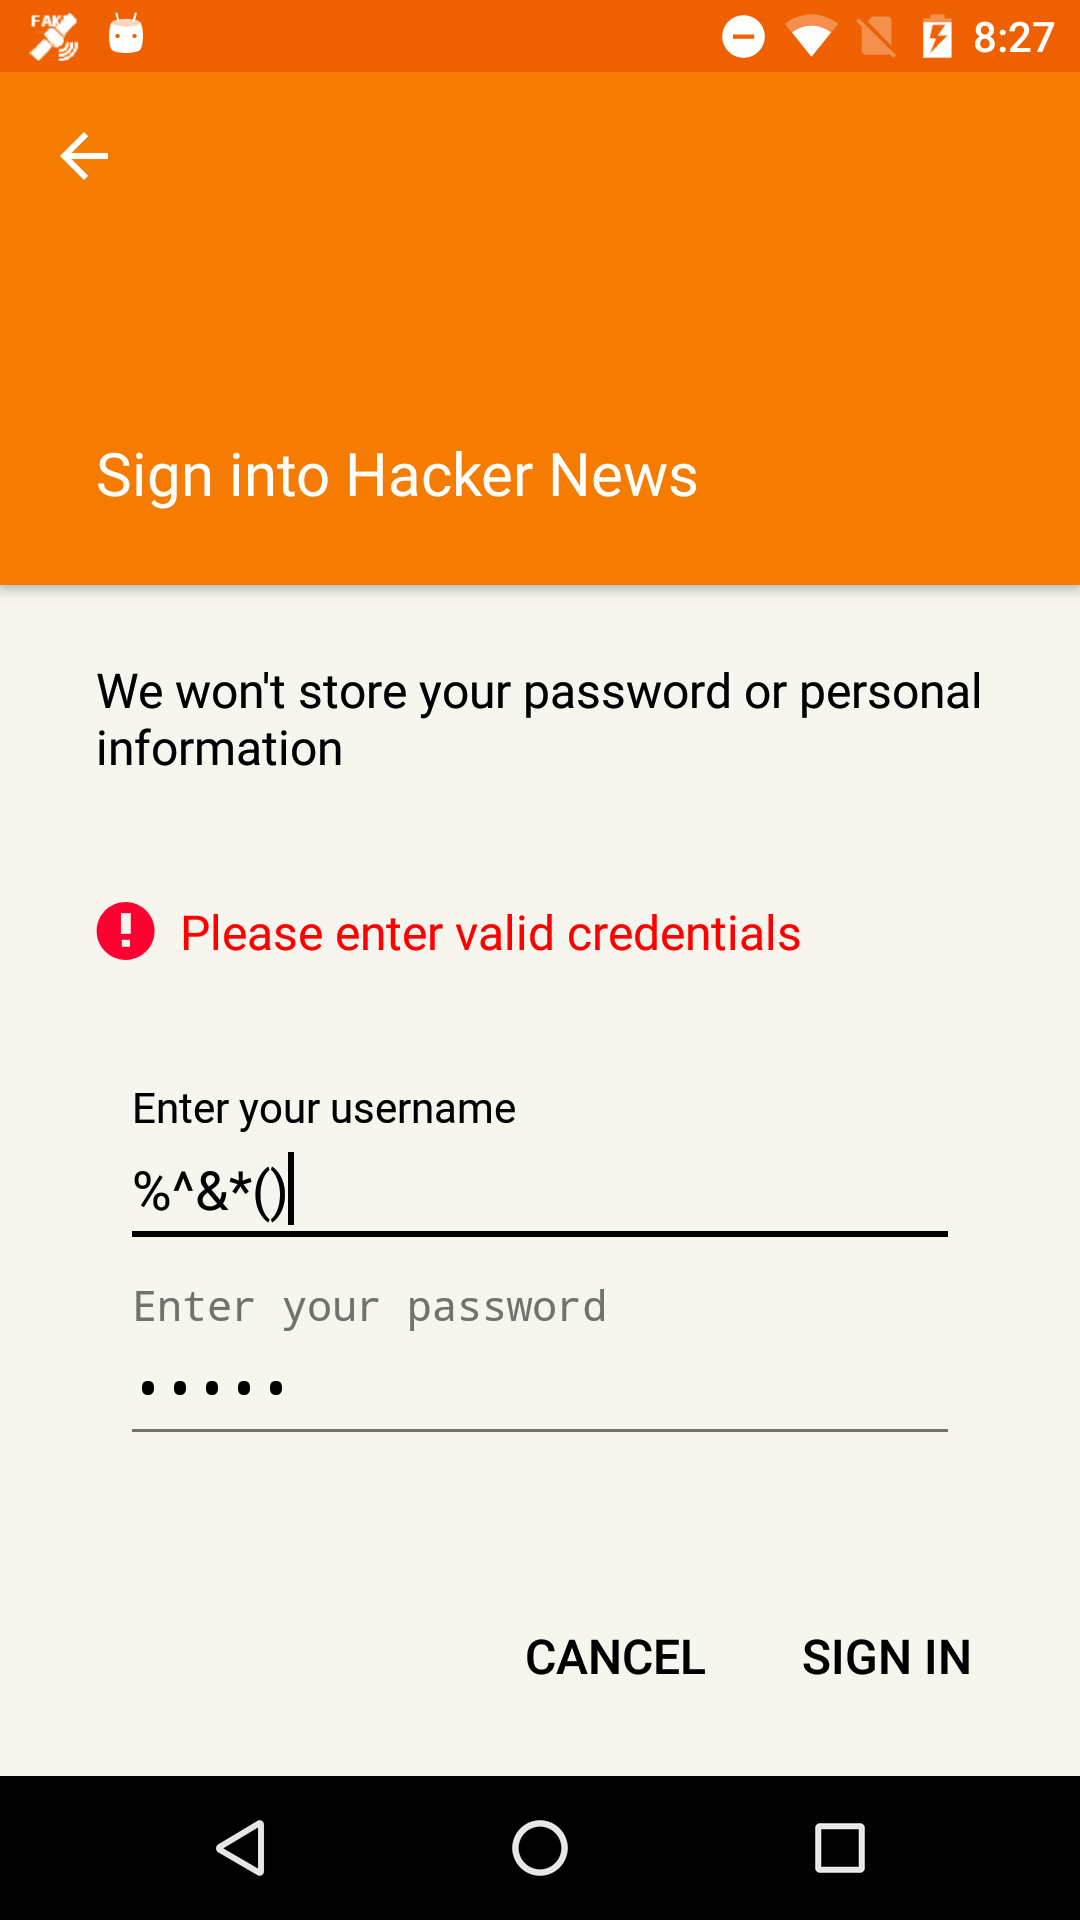 FAKE
8:27
Sign into Hacker News
We won't store your password or personal
information
Please enter valid credentials
Enter your username
%^&*()
Enter your password
•••••
CANCEL
SIGN IN